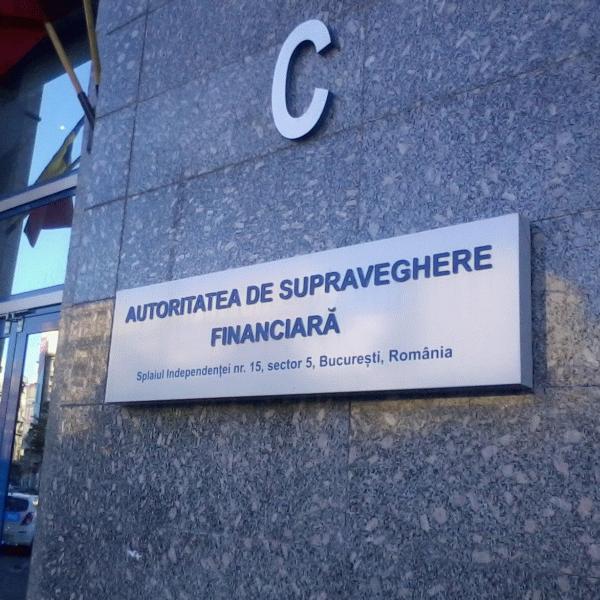 C
AUTORITATEA DE SUPRAVEGHERE
FINANCIARĂ
Splaiul Independenței nr. 15, sector 5, București, România